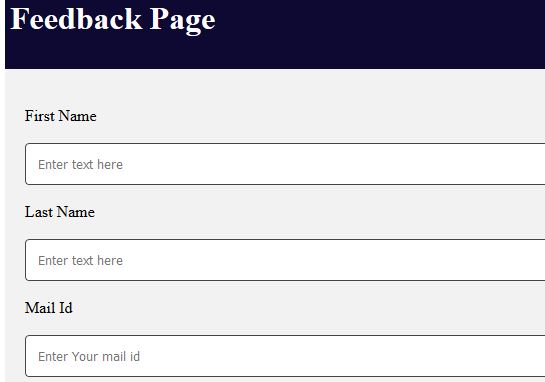 Feedback Page
First Name
Enter text here
Last Name
Enter text here
Mail Id
Enter Your mail id